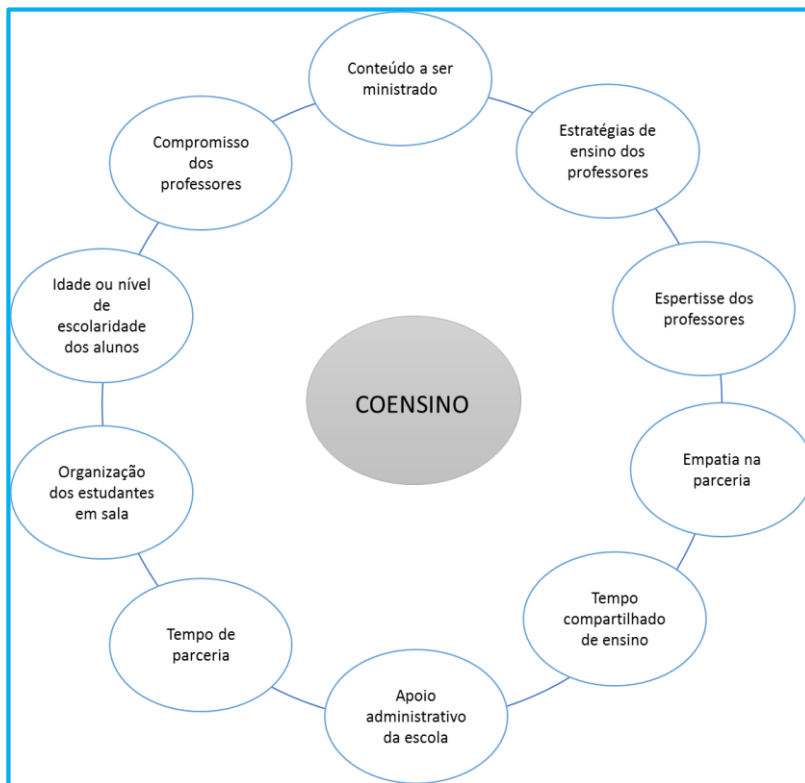 Conteúdo a ser
ministrado
Estratégias de
ensino dos
professores
Espertisse dos
professores
Empatia na
parceria
Tempo
compartilhado
de ensino
Apoio
administrativo
da escola
Tempo de
parceria
Organização
dos estudantes
em sala
Idade ou nível
de
escolaridade
dos alunos
Compromisso
dos
professores
COENSINO